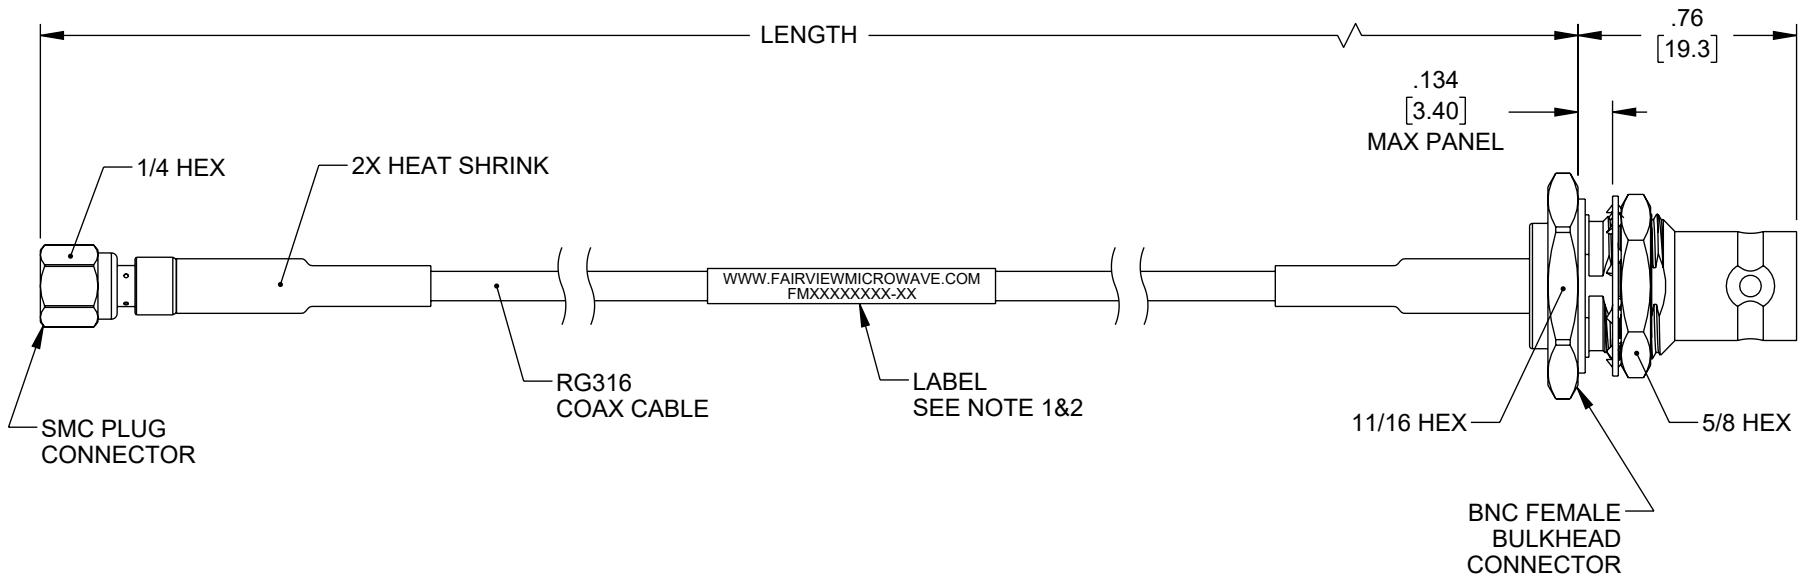 LENGTH
.76
[19.3]
.134
[3.40]
MAX PANEL
1/4 HEX
2X HEAT SHRINK
WWW.FAIRVIEWMICROWAVE.COM
FMXXXXXXXX-XX
RG316
COAX CABLE
LABEL
SEE NOTE 1&2
SMC PLUG
CONNECTOR
11/16 HEX
5/8 HEX
BNC FEMALE
BULKHEAD
CONNECTOR